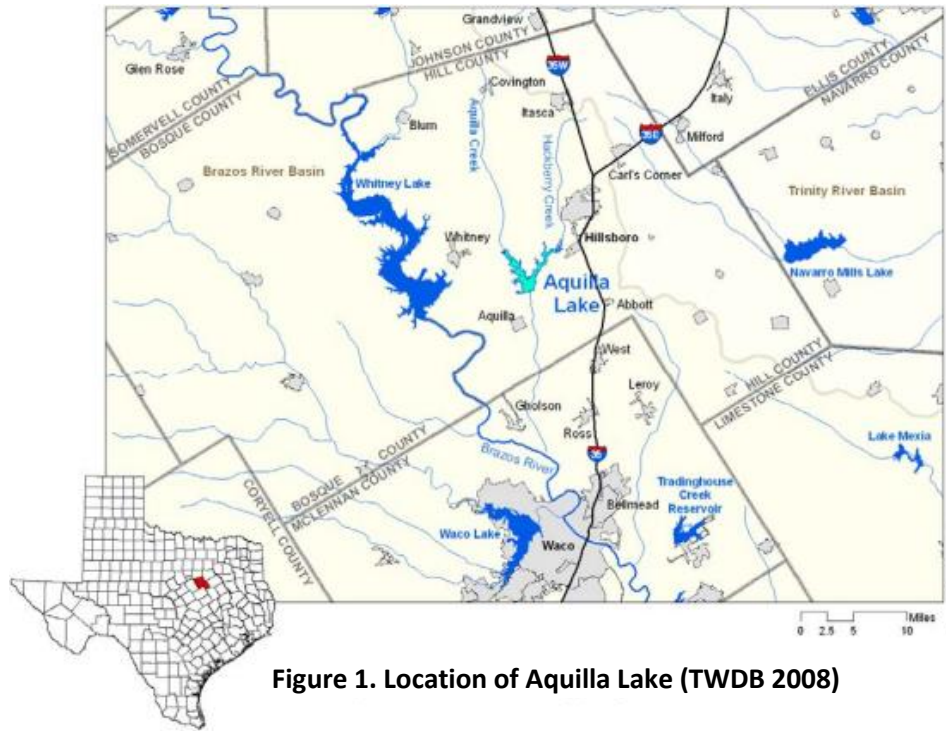 Grandview
JOHNSON COUNTY
HILL COUNTY
35W
Glen Rose
Covington
Itasca
Italy
ELLIS COUNTY
NAVARRO COUNTY
SOMERVELL COUNTY
BOSQUE COUNTY
Blum
Aquilla Creek
Hackberry Creek
35E
Milford
Carl's Corner
Brazos River Basin
Whitney Lake
Trinity River Basin
Whitney
Hillsboro
Navarro Mills Lake
Aquilla
Lake
Abbott
Aquilla
West
HILL COUNTY
LIMESTONE COUNTY
Leroy
Gholson
Ross
Brazos River
Lake Mexia
BOSQUE COUNTY
MCLENNAN COUNTY
CORYELL COUNTY
Bellmead
Tradinghouse
Creek
Reservoir
Waco Lake
Waco
Miles
0 2.5 5 10
Figure 1. Location of Aquilla Lake (TWDB 2008)